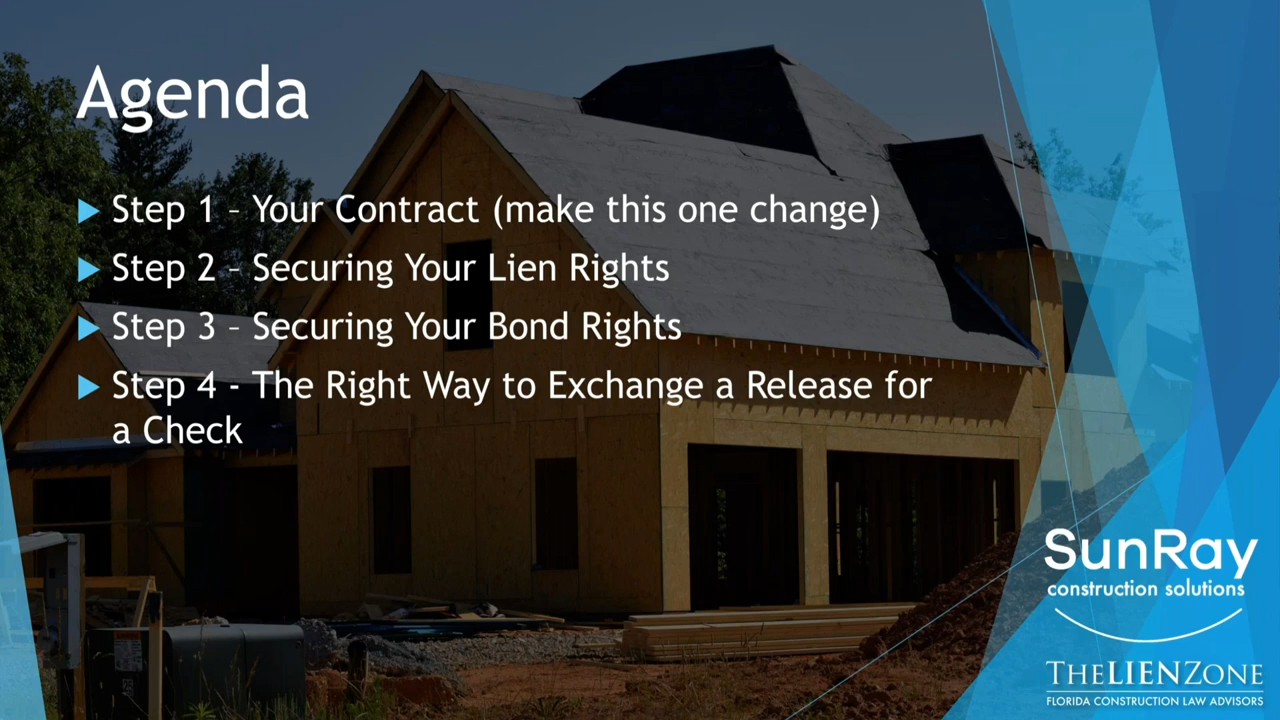 Agenda
Step 1 – Your Contract (make this one change)
Step 2 – Securing Your Lien Rights
Step 3 – Securing Your Bond Rights
Step 4 - The Right Way to Exchange a Release for
a Check
SunRay
construction solutions
THELIENZONE
FLORIDA CONSTRUCTION LAW ADVISORS